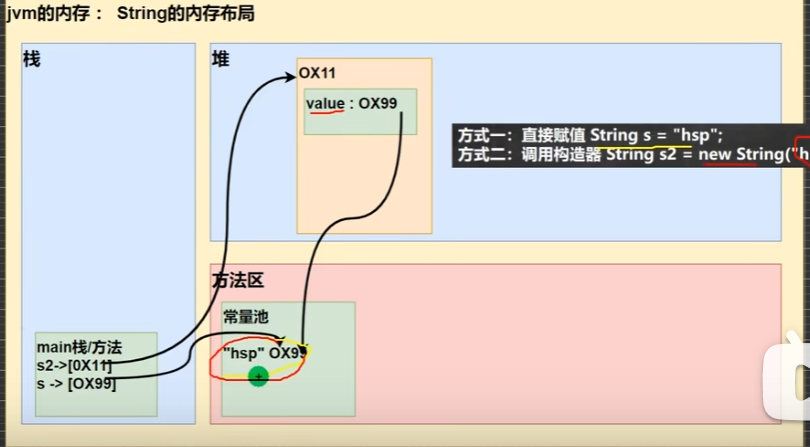 jvm的内存： String的内存布局
栈
堆
OX11
value : OX99
方式一：直接赋值 String s = "hsp";
方式二：调用构造器 String s2 = new String("h
方法区
常量池
"hsp" OX99
main栈/方法
s2->[0X11]
s -> [OX99]